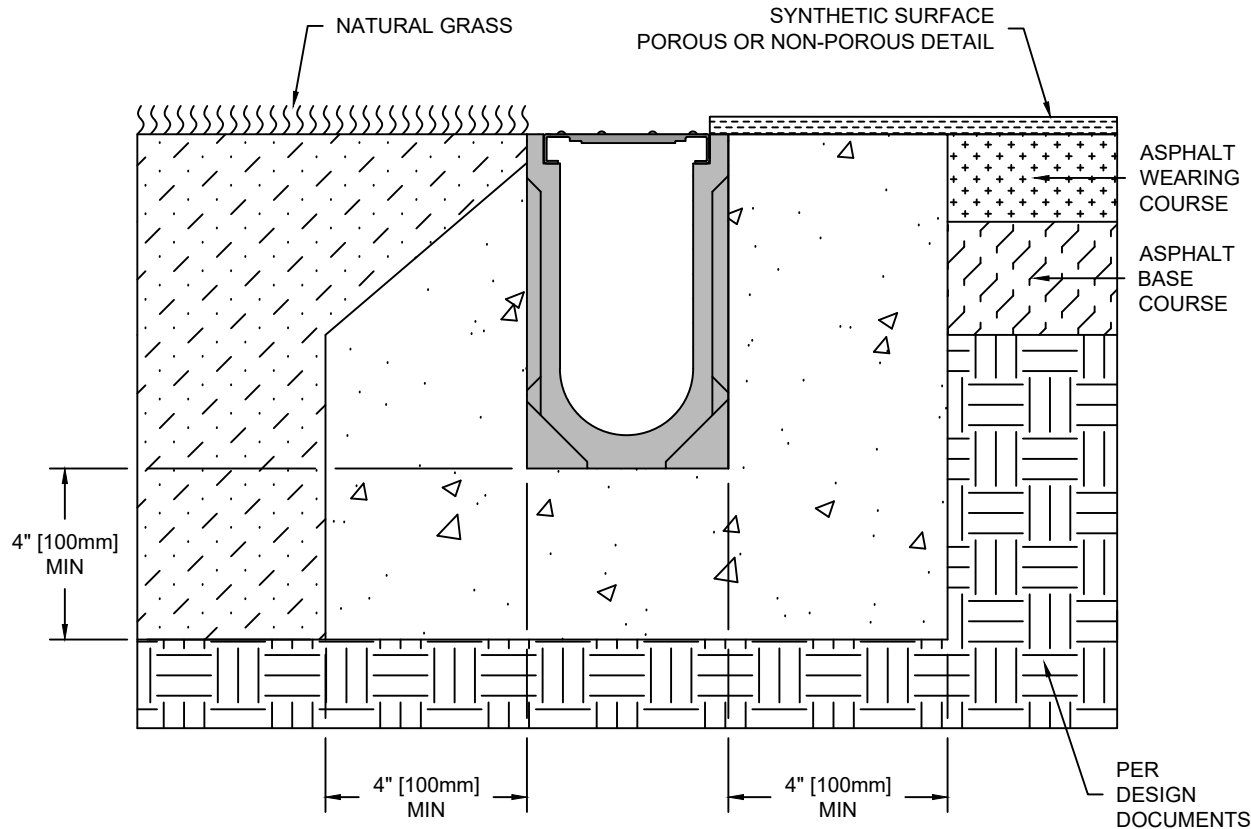 NATURAL GRASS
SYNTHETIC SURFACE
POROUS OR NON-POROUS DETAIL
ASPHALT
WEARING
COURSE
ASPHALT
BASE
COURSE
4" [100mm]
MIN
4" [100mm]
MIN
4" [100mm]
MIN
PER
DESIGN
DOCUMENTS